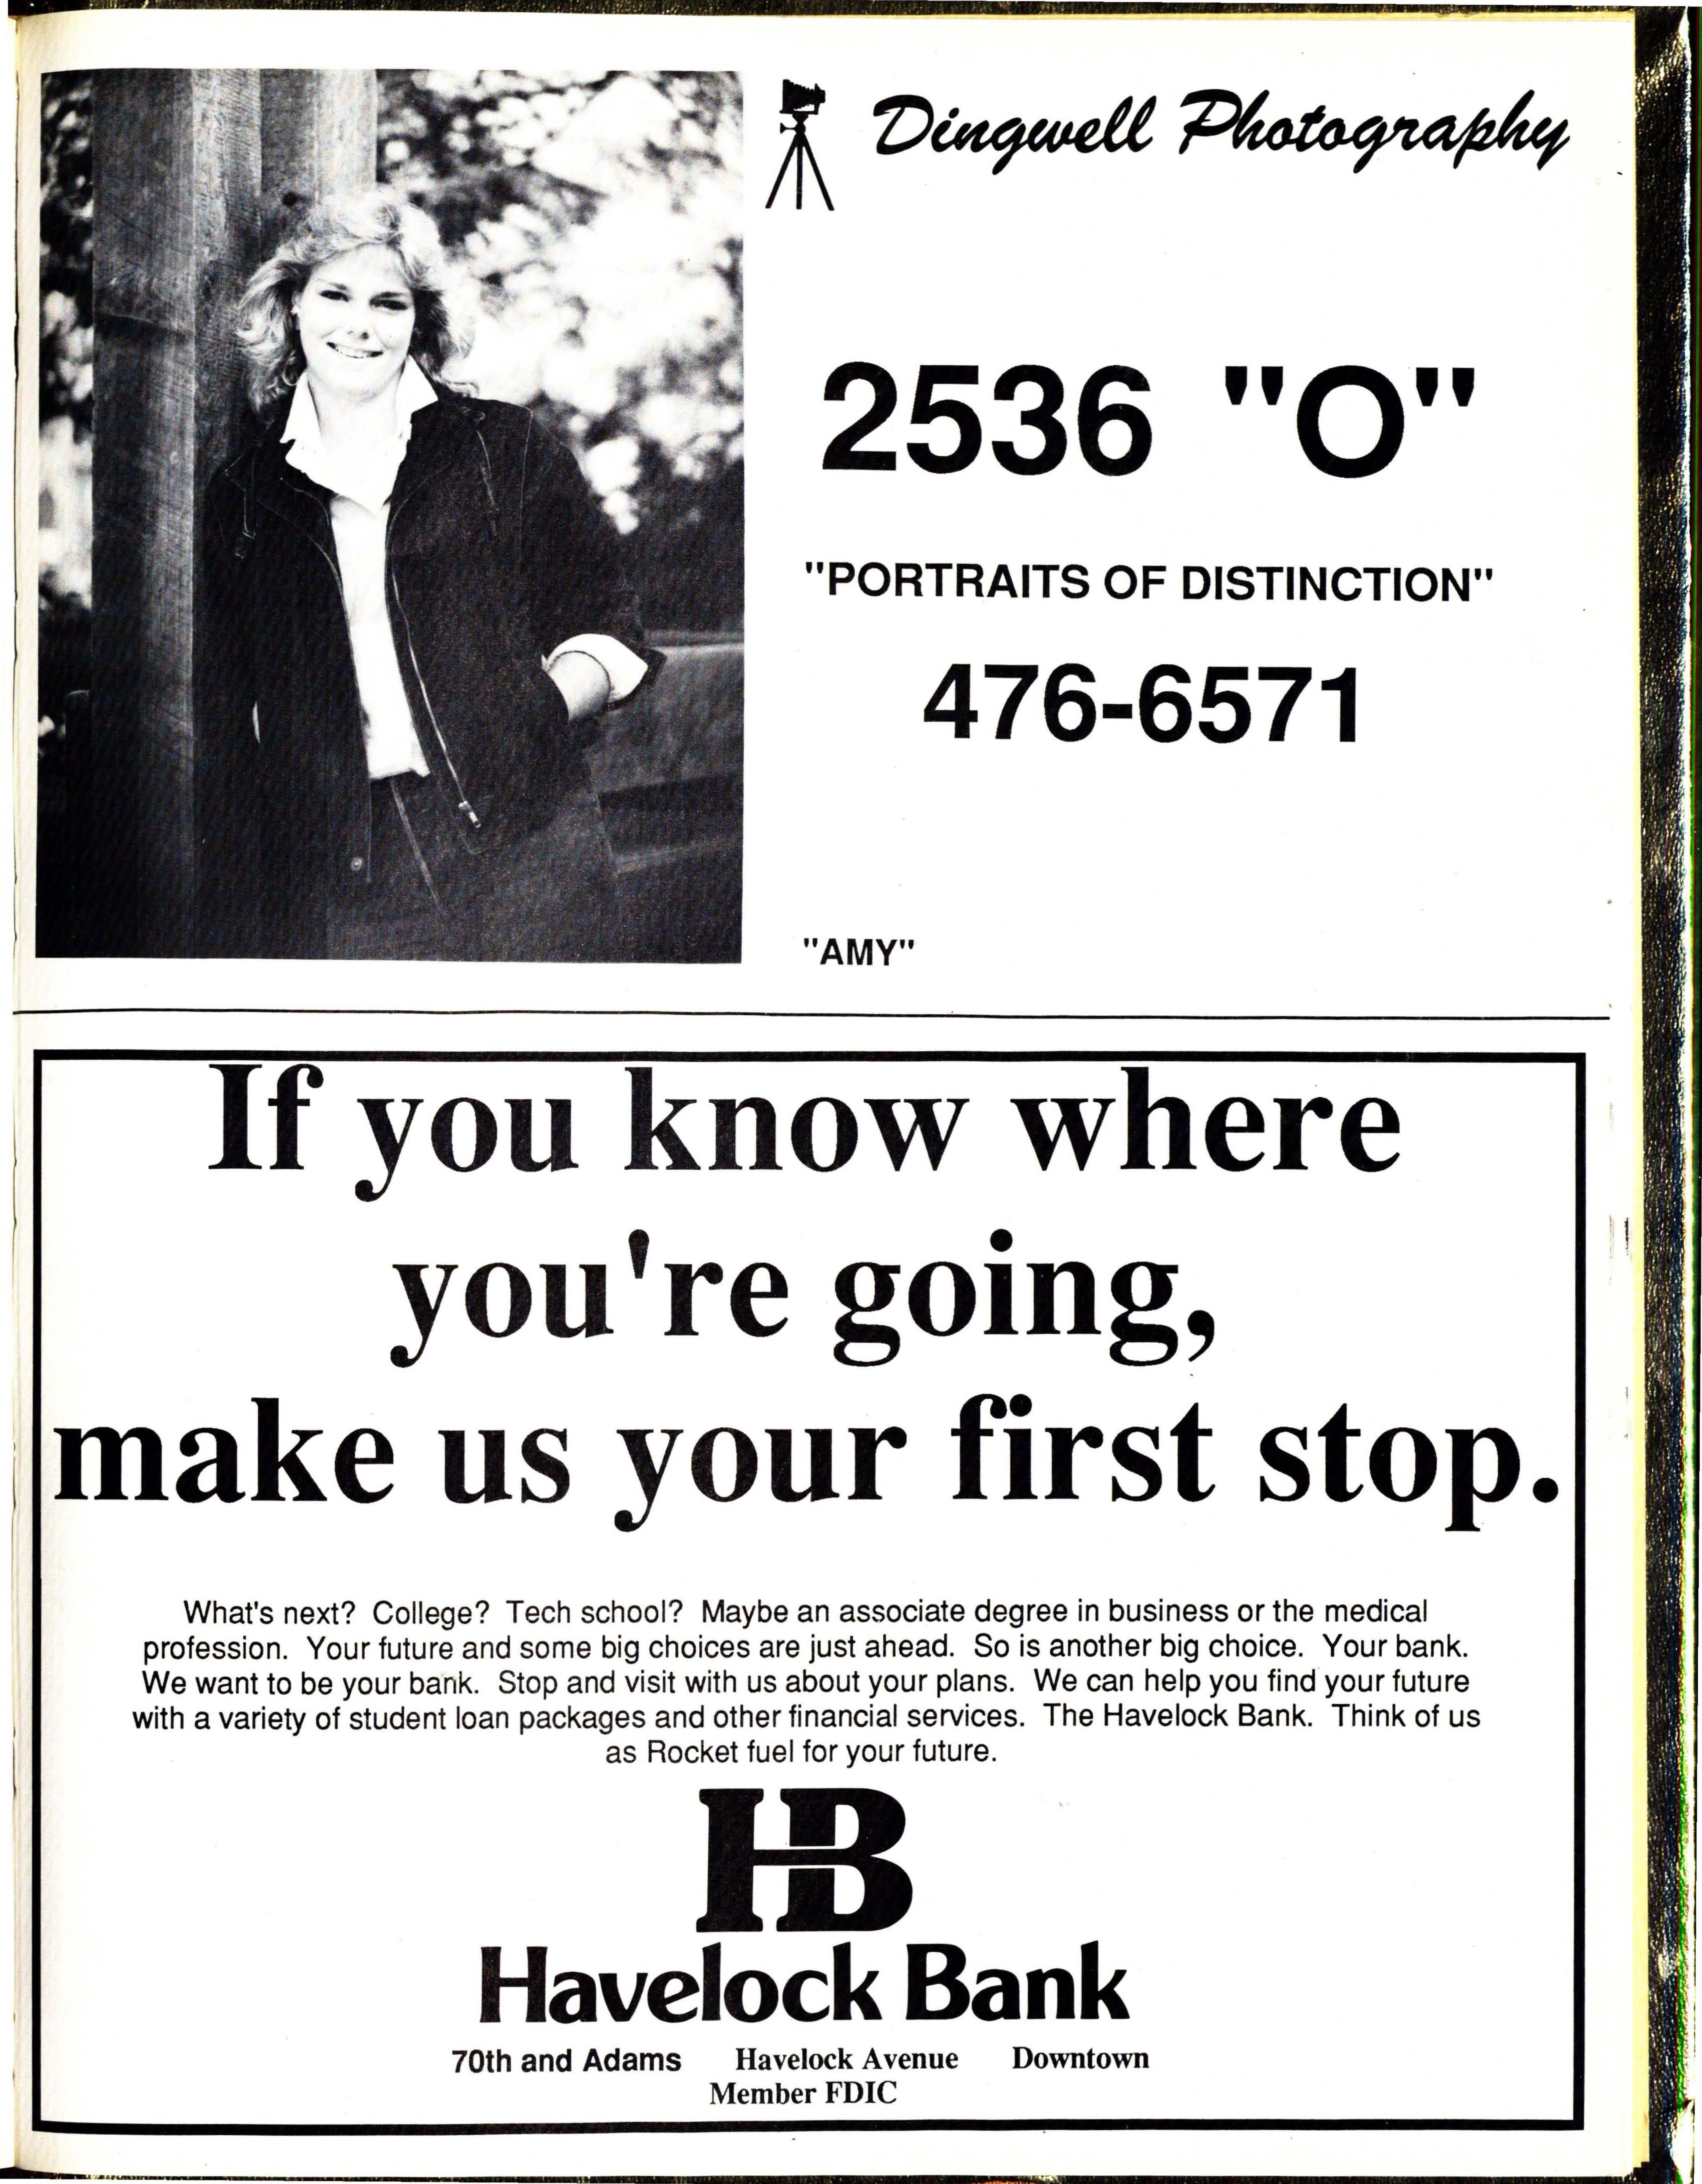 Dingwell Photography
2536 "O"
"PORTRAITS OF DISTINCTION"
476-6571
"AMY"
If you know where
you're going,
make us your first stop.
What's next? College? Tech school? Maybe an associate degree in business or the medical
profession. Your future and some big choices are just ahead. So is another big choice. Your bank.
We want to be your bank. Stop and visit with us about your plans. We can help you find your future
with a variety of student loan packages and other financial services. The Havelock Bank. Think of us
as Rocket fuel for your future.
HB
Havelock Bank
70th and Adams Havelock Avenue Downtown
Member FDIC